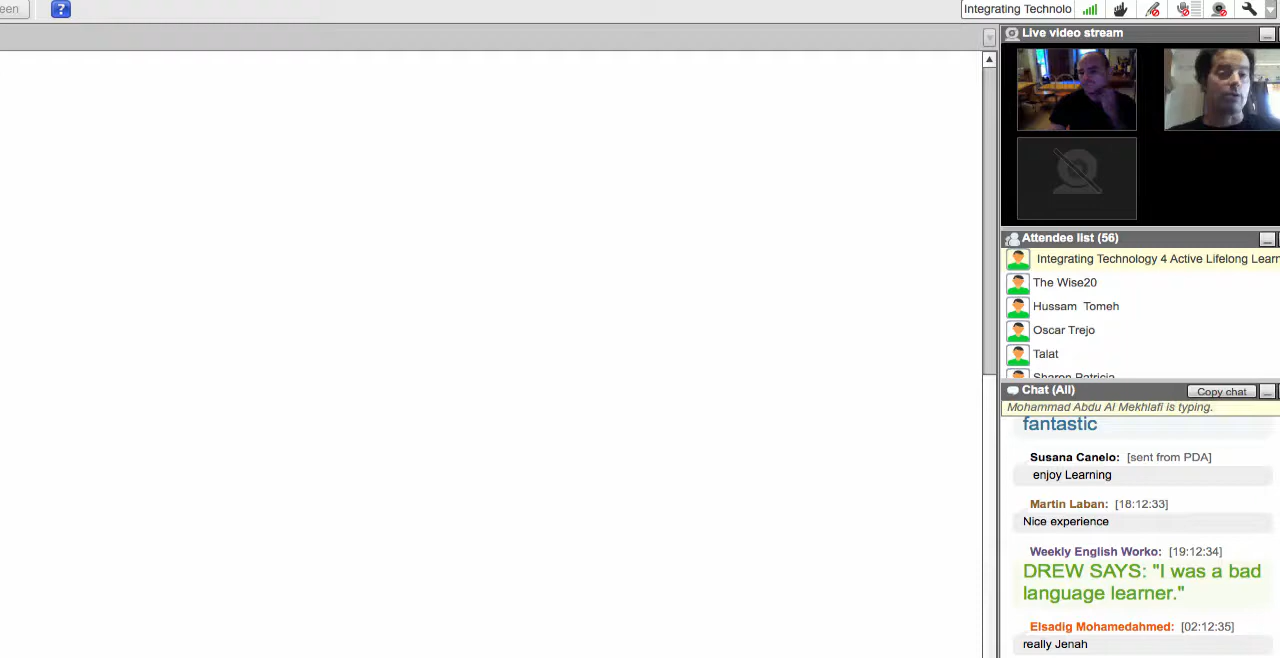 een
?
Integrating Technolo
Live video stream
Attendee list (56)
Integrating Technology 4 Active Lifelong Learn
The Wise20
Hussam Tomeh
Oscar Trejo
Talat
Sharon Patricia
Chat (All)
Copy chat
Mohammad Abdu Al Mekhlafi is typing.
fantastic
Susana Canelo: [sent from PDA]
enjoy Learning
Martin Laban: [18:12:33]
Nice experience
Weekly English Worko: [19:12:34]
DREW SAYS: "I was a bad
language learner."
Elsadig Mohamedahmed: [02:12:35]
really Jenah